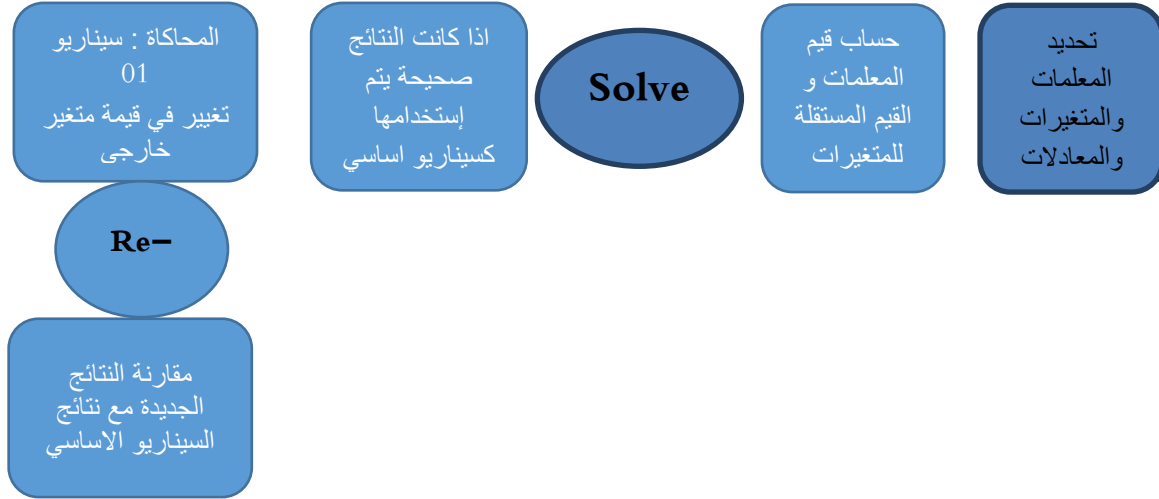 تحديد
المعلمات
والمتغيرات
والمعادلات
حساب قيم
المعلمات و
القيم المستقلة
للمتغيرات
Solve
اذا كانت النتائج
صحيحة يتم
إستخدامها
كسيناريو اساسي
المحاكاة : سيناريو
01
تغيير في قيمة متغير
خارجى
Re–
مقارنة النتائج
الجديدة مع نتائج
السيناريو الاساسي